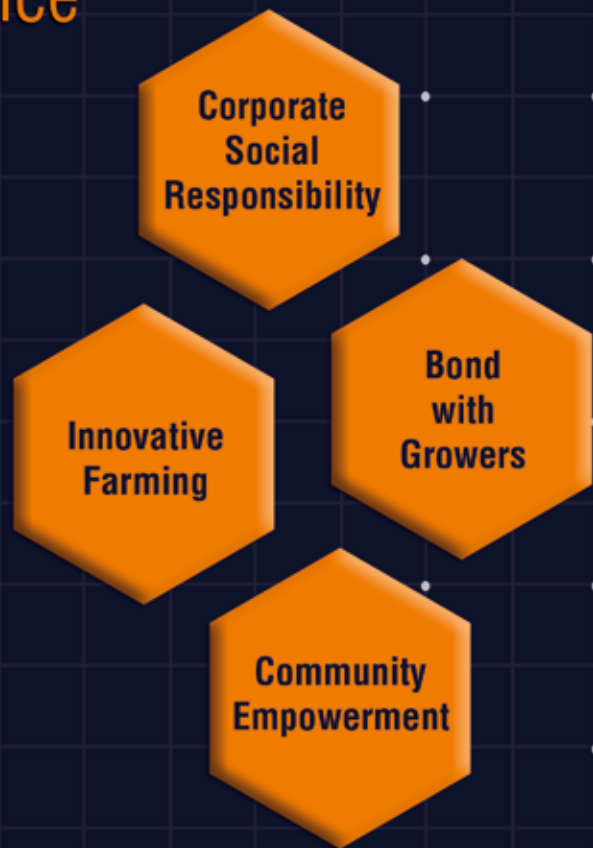 Corporate
Social
Responsibility
Bond
with
Growers
Innovative
Farming
Community
Empowerment